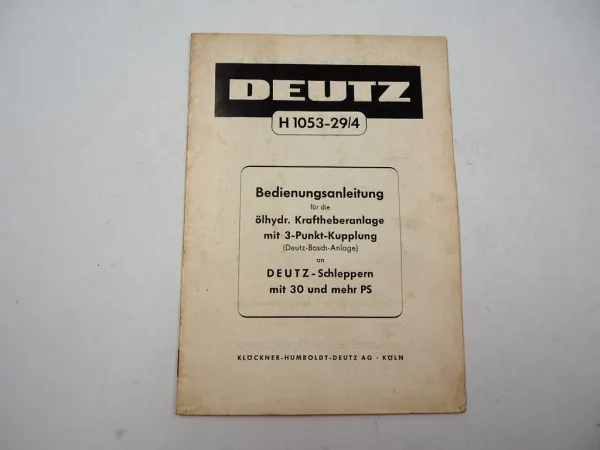 DEUTZ
H 1053-29/4
Bedienungsanleitung
für die
ölhydr. Kraftheberanlage
mit 3-Punkt-Kupplung
(Deutz-Bosch-Anlage)
an
DEUTZ-Schleppern
mit 30 und mehr PS
KLÖCKNER-HUMBOLDT-DEUTZ AG · KÖLN